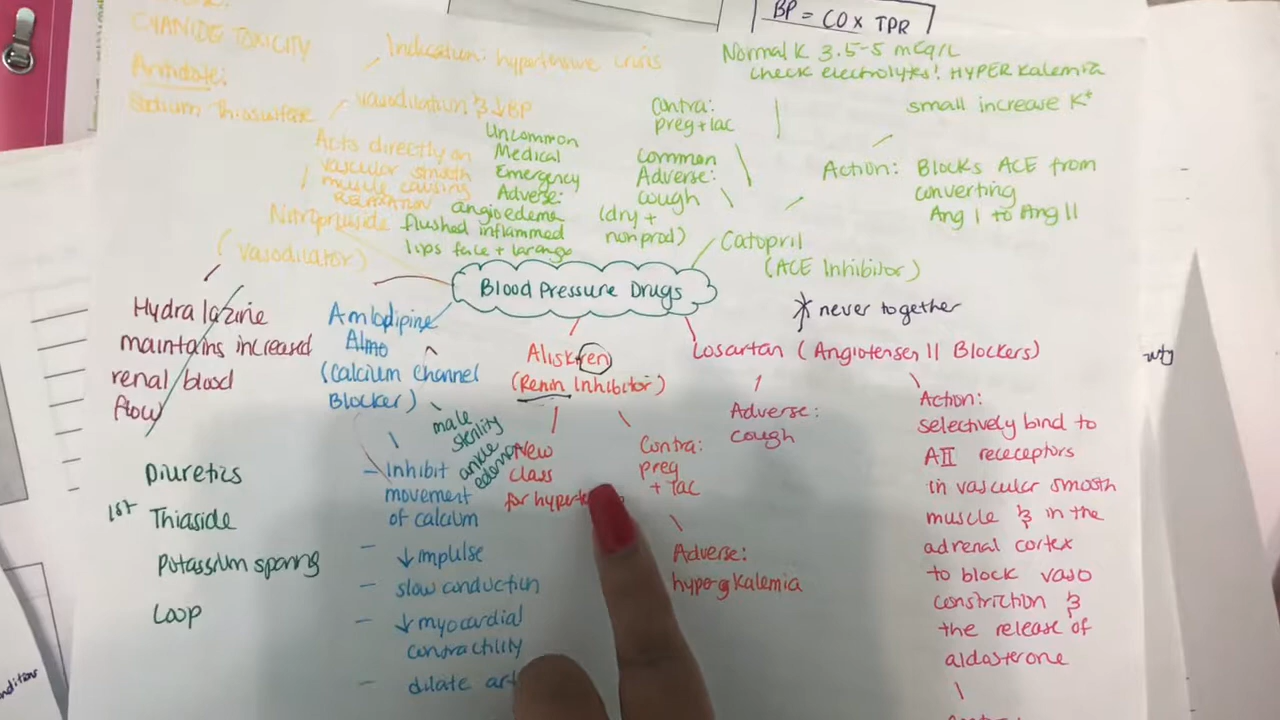 BP = CO X TPR
CYANIDE TOXICITY
Antidote:
Sodium Thiosulfate
Indication: hypertensive crisis
Vasodilation & ↓BP
Acts directly on
vascular smooth
muscle causing
RELAXATION
Nitroprusside
(vasodilator)
Uncommon
Medical
Emergency
Adverse:
angioedema
flushed inflammed
lips face + larange
Normal K 3.5-5 mEq/L
check electrolytes! HYPERkalemia
small increase K+
Contra:
preg + lac
common
Adverse:
cough
(dry +
nonprod)
Action: Blocks ACE from
converting
Ang I to Ang II
Catopril
(ACE Inhibitor)
Blood Pressure Drugs
* never together
Hydralazine
maintains increased
renal blood
flow
Diuretics
1st Thiaside
Potassium sparing
Loop
Amlodipine
Almo
(Calcium channel
Blocker)
male
sterility
ankle
edema
- Inhibit
movement
of calcium
- ↓ impulse
- slow conduction
- ↓ myocardial
contractility
- dilate
Aliskiren
(Renin Inhibitor)
New
class
for
Contra:
preg
+ lac
Adverse:
hypergkalemia
Losartan (Angiotensen II Blockers)
Adverse:
cough
Action:
selectively bind to
AII receceptors
in vascular smooth
muscle & in the
adrenal cortex
to block vaso
constriction &
the release of
aldosterone